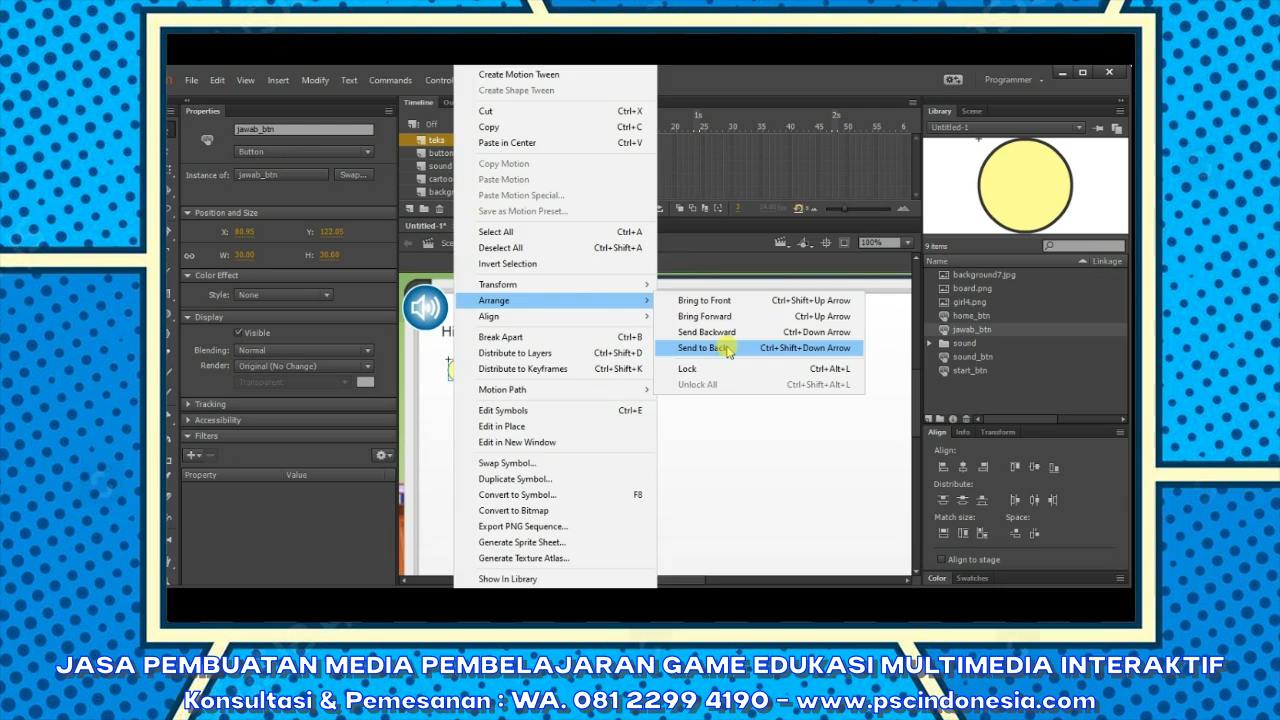 File Edit View Insert Modify Text Commands Programmer
Properties
jawab_btn
Button
Instance of: jawab_btn Swap...
Position and Size
X: 80.95 Y: 122.05
W: 30.00 H: 30.00
Color Effect
Style: None
Display
Visible
Blending: Normal
Render: Original (No Change)
Transparent
Tracking
Accessibility
Filters
Property Value
Timeline
Off
teks
Untitled-1*
1s 2s
20 25 30 35 40 45 50 55 6
100%
Create Motion Tween
Create Shape Tween
Cut Ctrl+X
Copy Ctrl+C
Paste in Center Ctrl+V
Copy Motion
Paste Motion
Paste Motion Special...
Save as Motion Preset...
Select All Ctrl+A
Deselect All Ctrl+Shift+A
Invert Selection
Transform
Arrange
Align
Break Apart Ctrl+B
Distribute to Layers Ctrl+Shift+D
Distribute to Keyframes Ctrl+Shift+K
Motion Path
Edit Symbols Ctrl+E
Edit in Place
Edit in New Window
Swap Symbol...
Duplicate Symbol...
Convert to Symbol... F8
Convert to Bitmap
Export PNG Sequence...
Generate Sprite Sheet...
Generate Texture Atlas...
Show In Library
Bring to Front Ctrl+Shift+Up Arrow
Bring Forward Ctrl+Up Arrow
Send Backward Ctrl+Down Arrow
Send to Back Ctrl+Shift+Down Arrow
Lock Ctrl+Alt+L
Unlock All Ctrl+Shift+Alt+L
Library Scene
Untitled-1
9 items
Name Linkage
background7.jpg
board.png
girl4.png
home_btn
jawab_btn
sound
sound_btn
start_btn
Align Info Transform
Align:
Distribute:
Match size: Space:
Align to stage
Color Swatches
JASA PEMBUATAN MEDIA PEMBELAJARAN GAME EDUKASI MULTIMEDIA INTERAKTIF
Konsultasi & Pemesanan : WA. 081 2299 4190 - www.pscindonesia.com